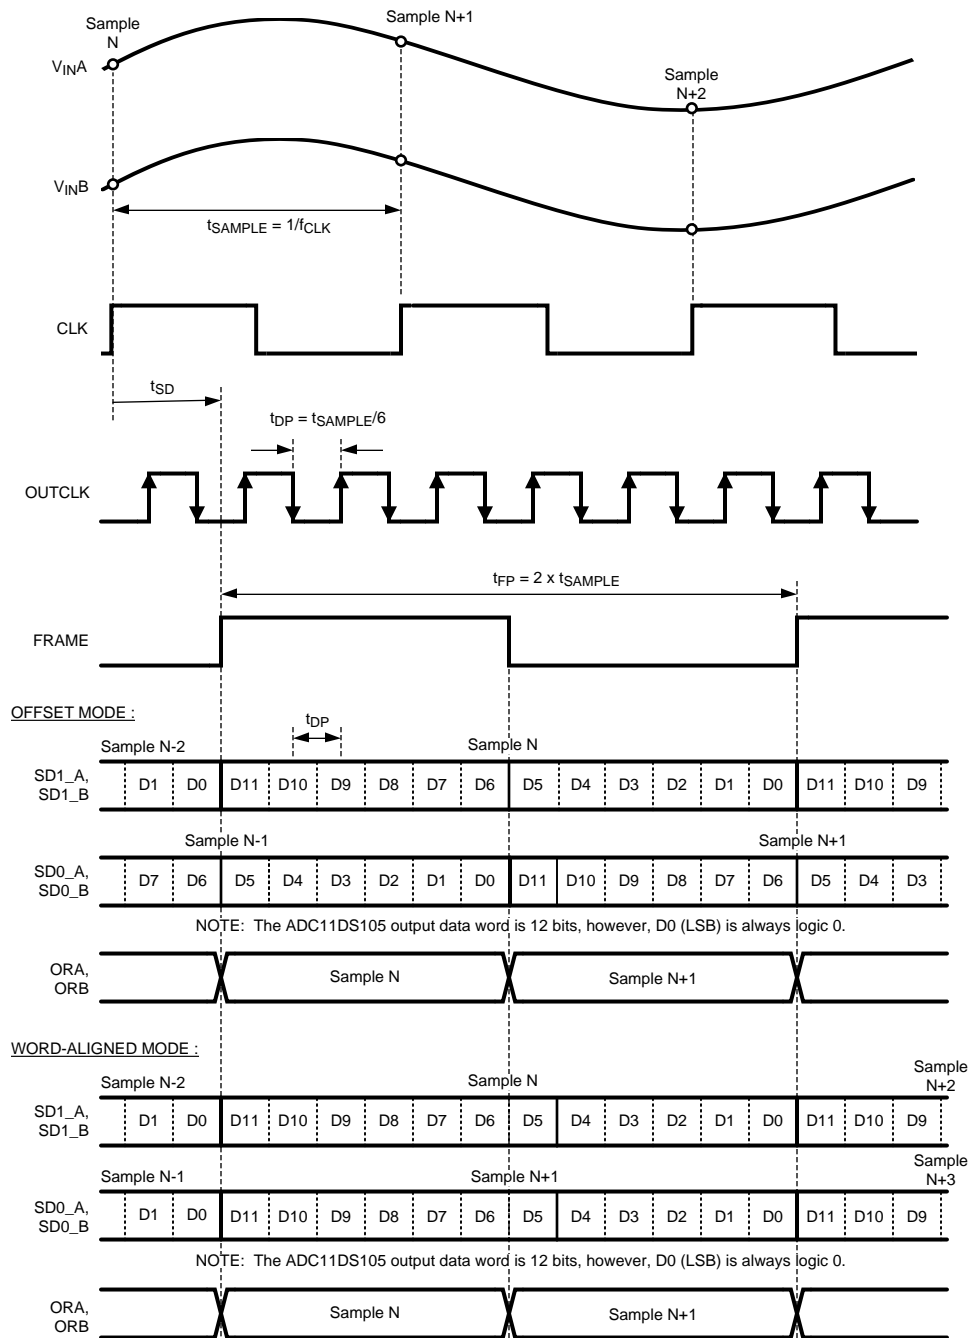 Sample
N
Sample N+1
VINA
Sample
N+2
VINB
tSAMPLE = 1/fCLK
CLK
tSD
tDP = tSAMPLE/6
OUTCLK
tFP = 2 x tSAMPLE
FRAME
OFFSET MODE :
tDP
Sample N-2 Sample N
SD1_A,
SD1_B
D1 D0 D11 D10 D9 D8 D7 D6 D5 D4 D3 D2 D1 D0 D11 D10 D9
Sample N-1 Sample N+1
SD0_A,
SD0_B
D7 D6 D5 D4 D3 D2 D1 D0 D11 D10 D9 D8 D7 D6 D5 D4 D3
NOTE: The ADC11DS105 output data word is 12 bits, however, D0 (LSB) is always logic 0.
ORA,
ORB
Sample N Sample N+1
WORD-ALIGNED MODE :
Sample N-2 Sample N Sample
N+2
SD1_A,
SD1_B
D1 D0 D11 D10 D9 D8 D7 D6 D5 D4 D3 D2 D1 D0 D11 D10 D9
Sample N-1 Sample N+1 Sample
N+3
SD0_A,
SD0_B
D1 D0 D11 D10 D9 D8 D7 D6 D5 D4 D3 D2 D1 D0 D11 D10 D9
NOTE: The ADC11DS105 output data word is 12 bits, however, D0 (LSB) is always logic 0.
ORA,
ORB
Sample N Sample N+1